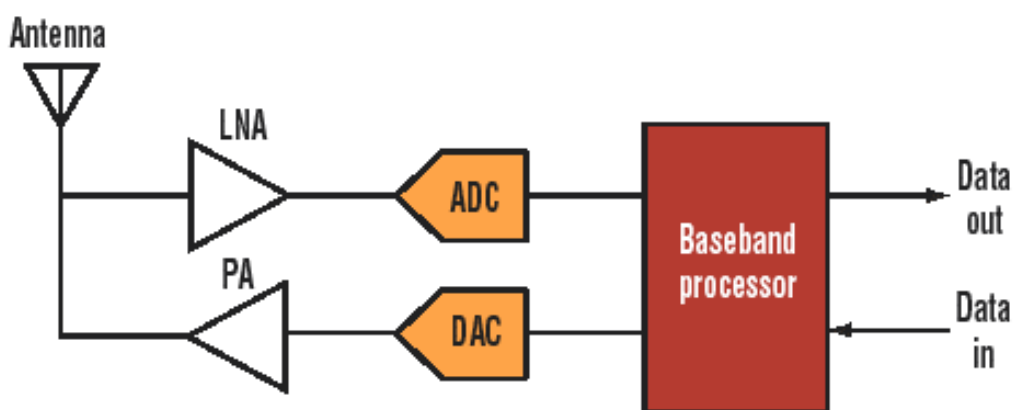 Antenna
LNA
ADC
PA
DAC
Baseband
processor
Data
out
Data
in